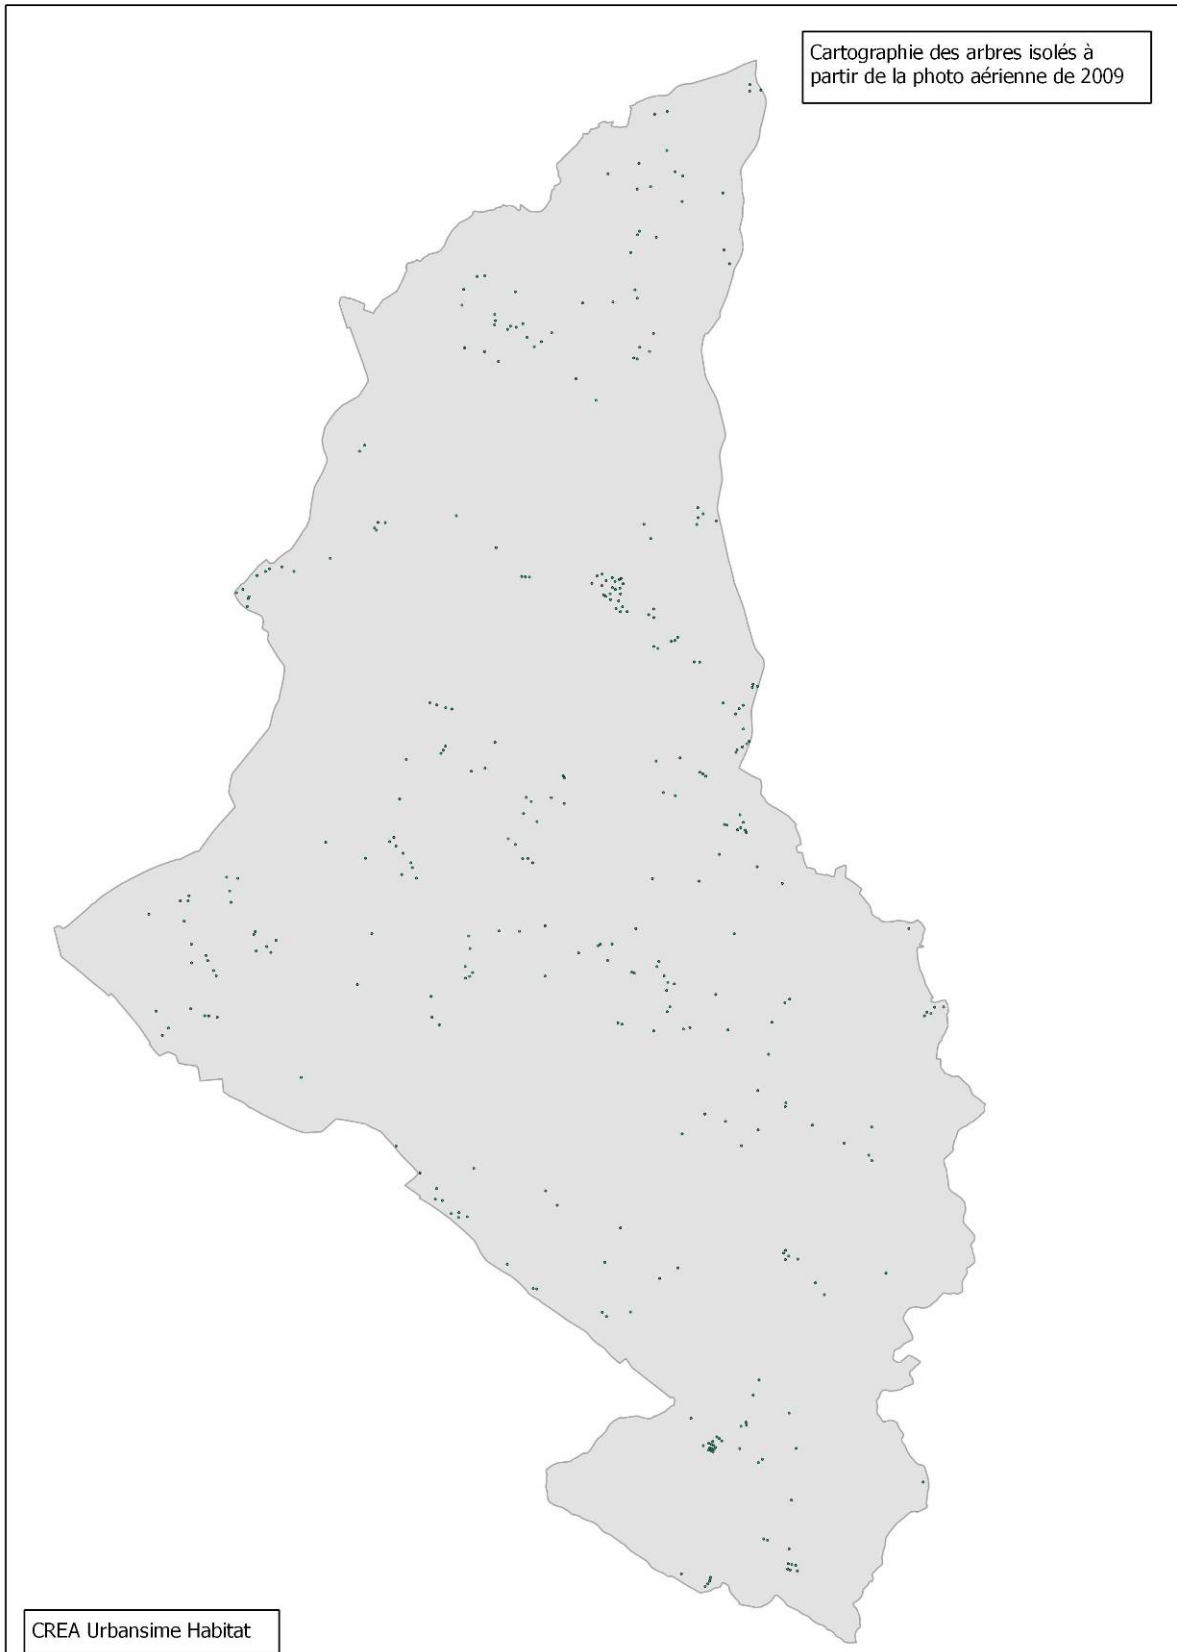 Cartographie des arbres isolés à
partir de la photo aérienne de 2009
CREA Urbansime Habitat